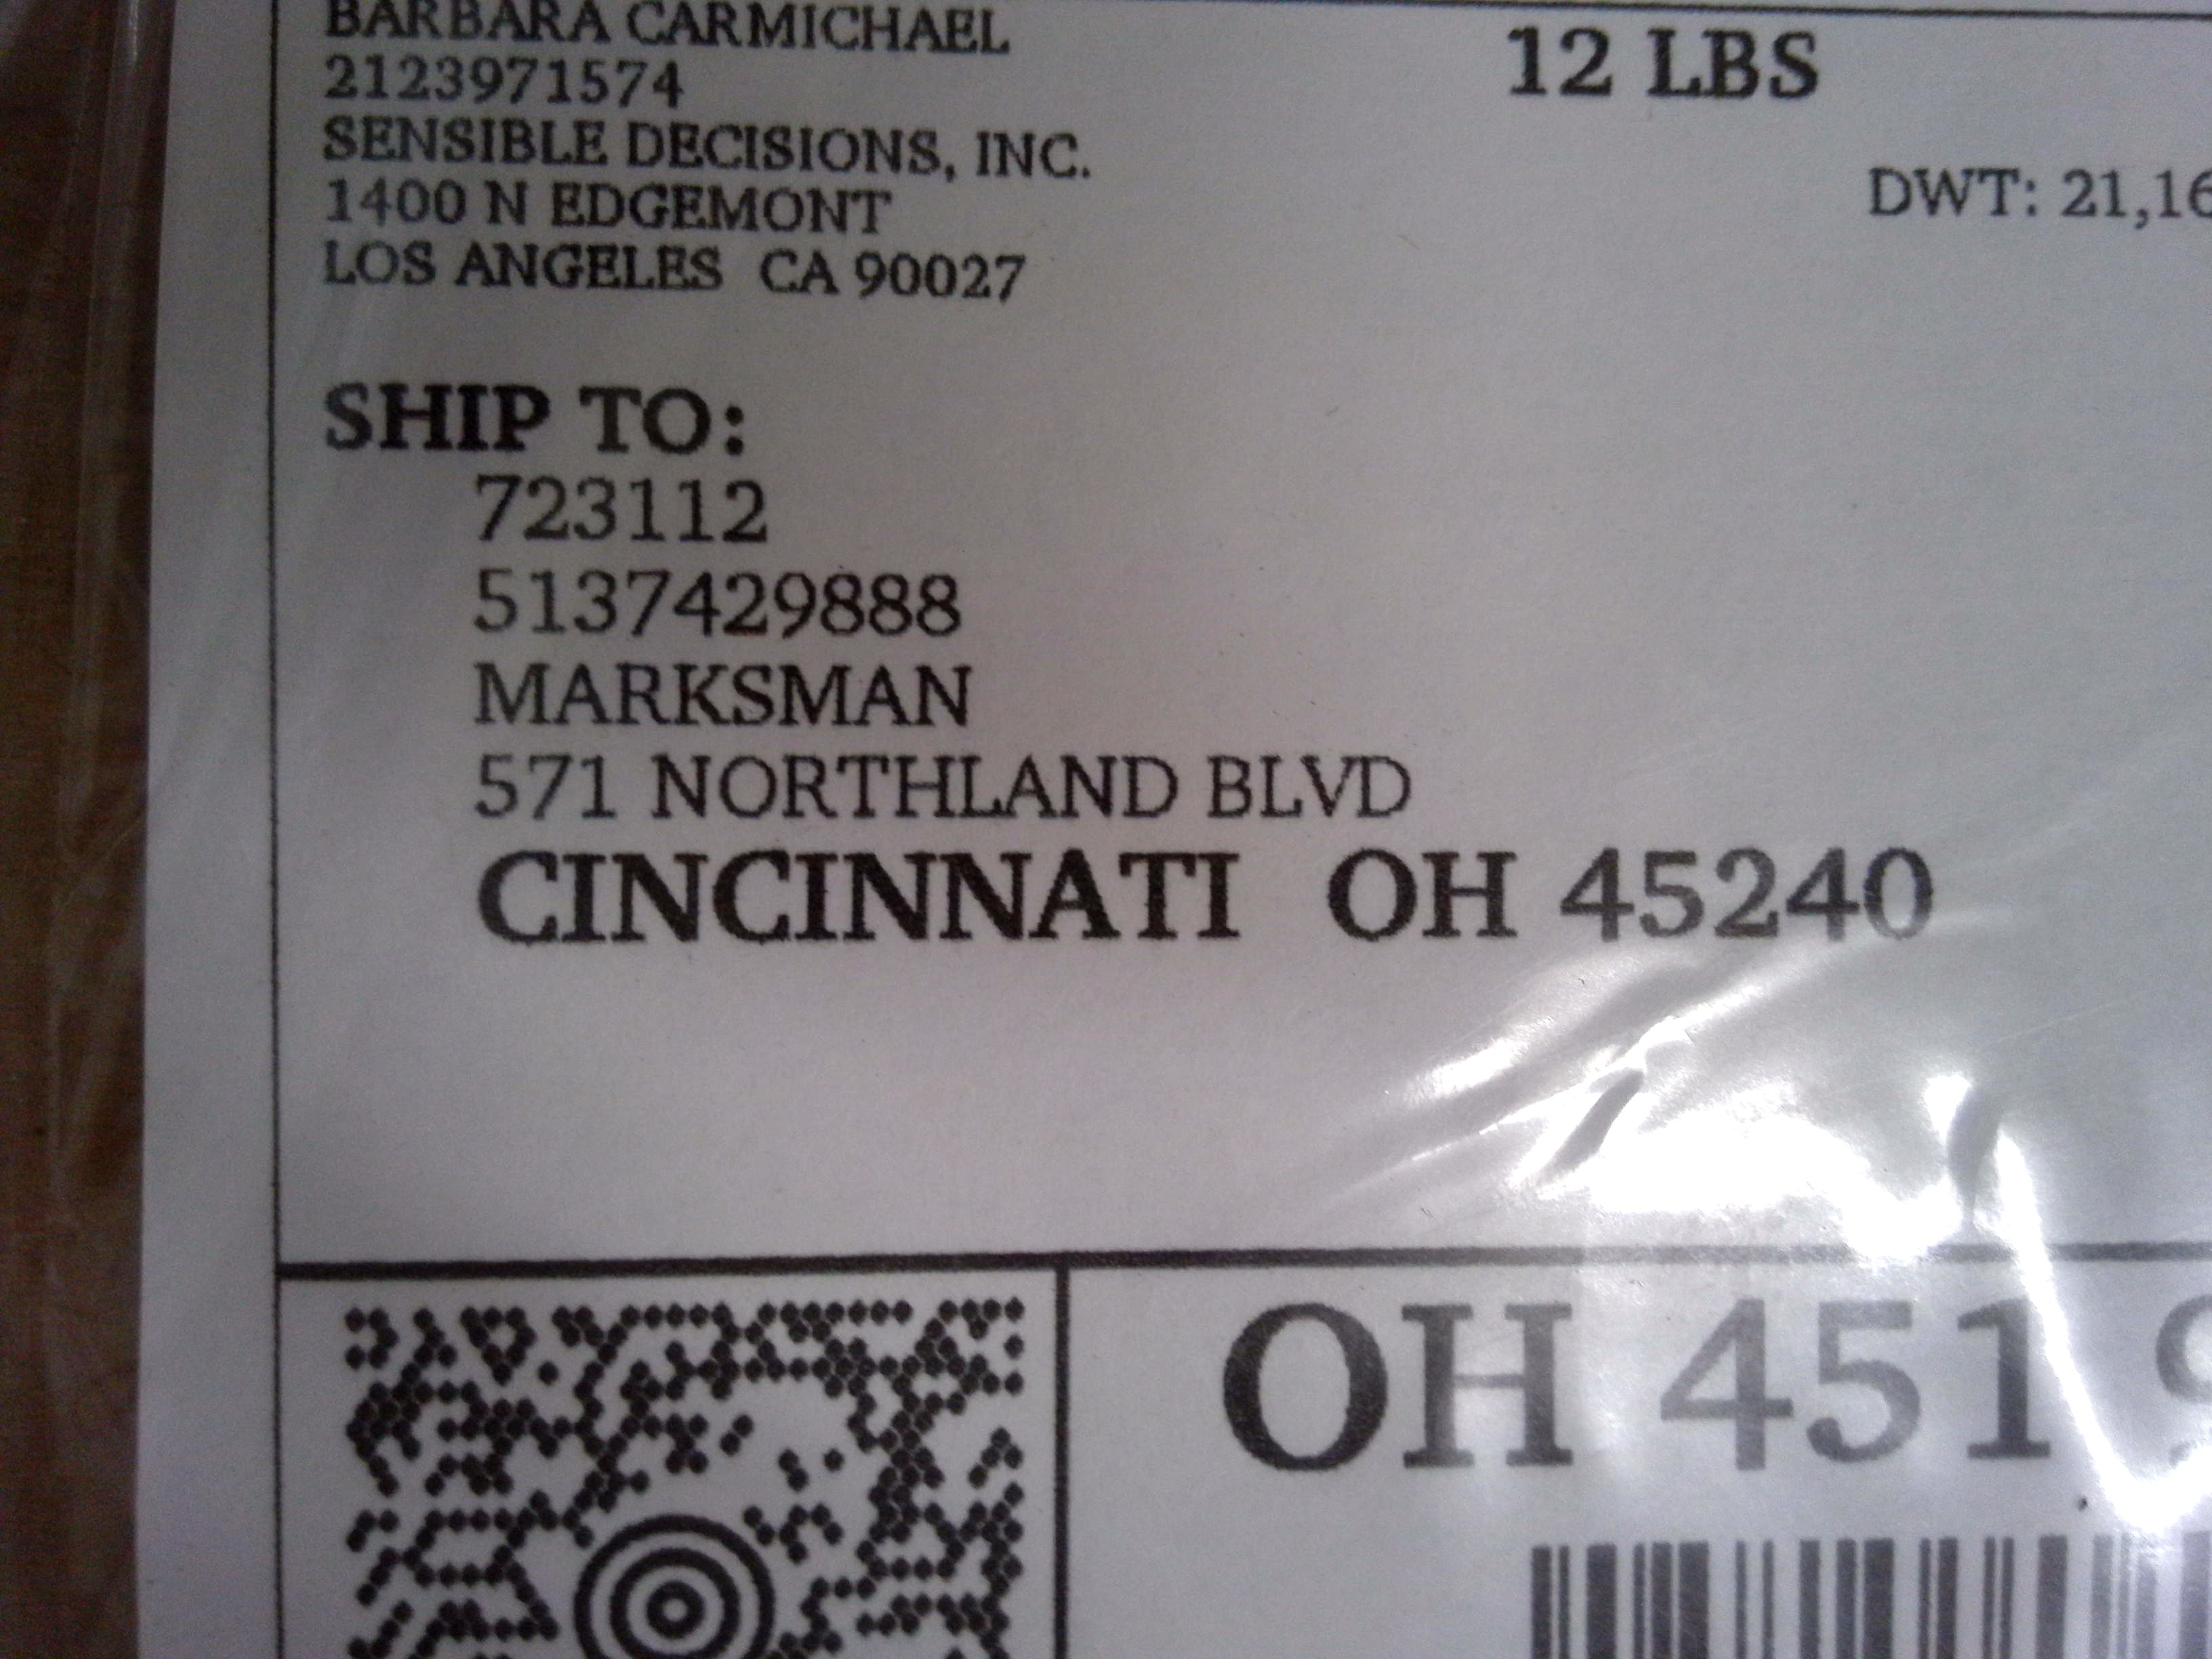 BARBARA CARMICHAEL
2123971574
SENSIBLE DECISIONS, INC.
1400 N EDGEMONT
LOS ANGELES CA 90027
12 LBS
DWT: 21,16
SHIP TO:
723112
5137429888
MARKSMAN
571 NORTHLAND BLVD
CINCINNATI OH 45240
OH 451